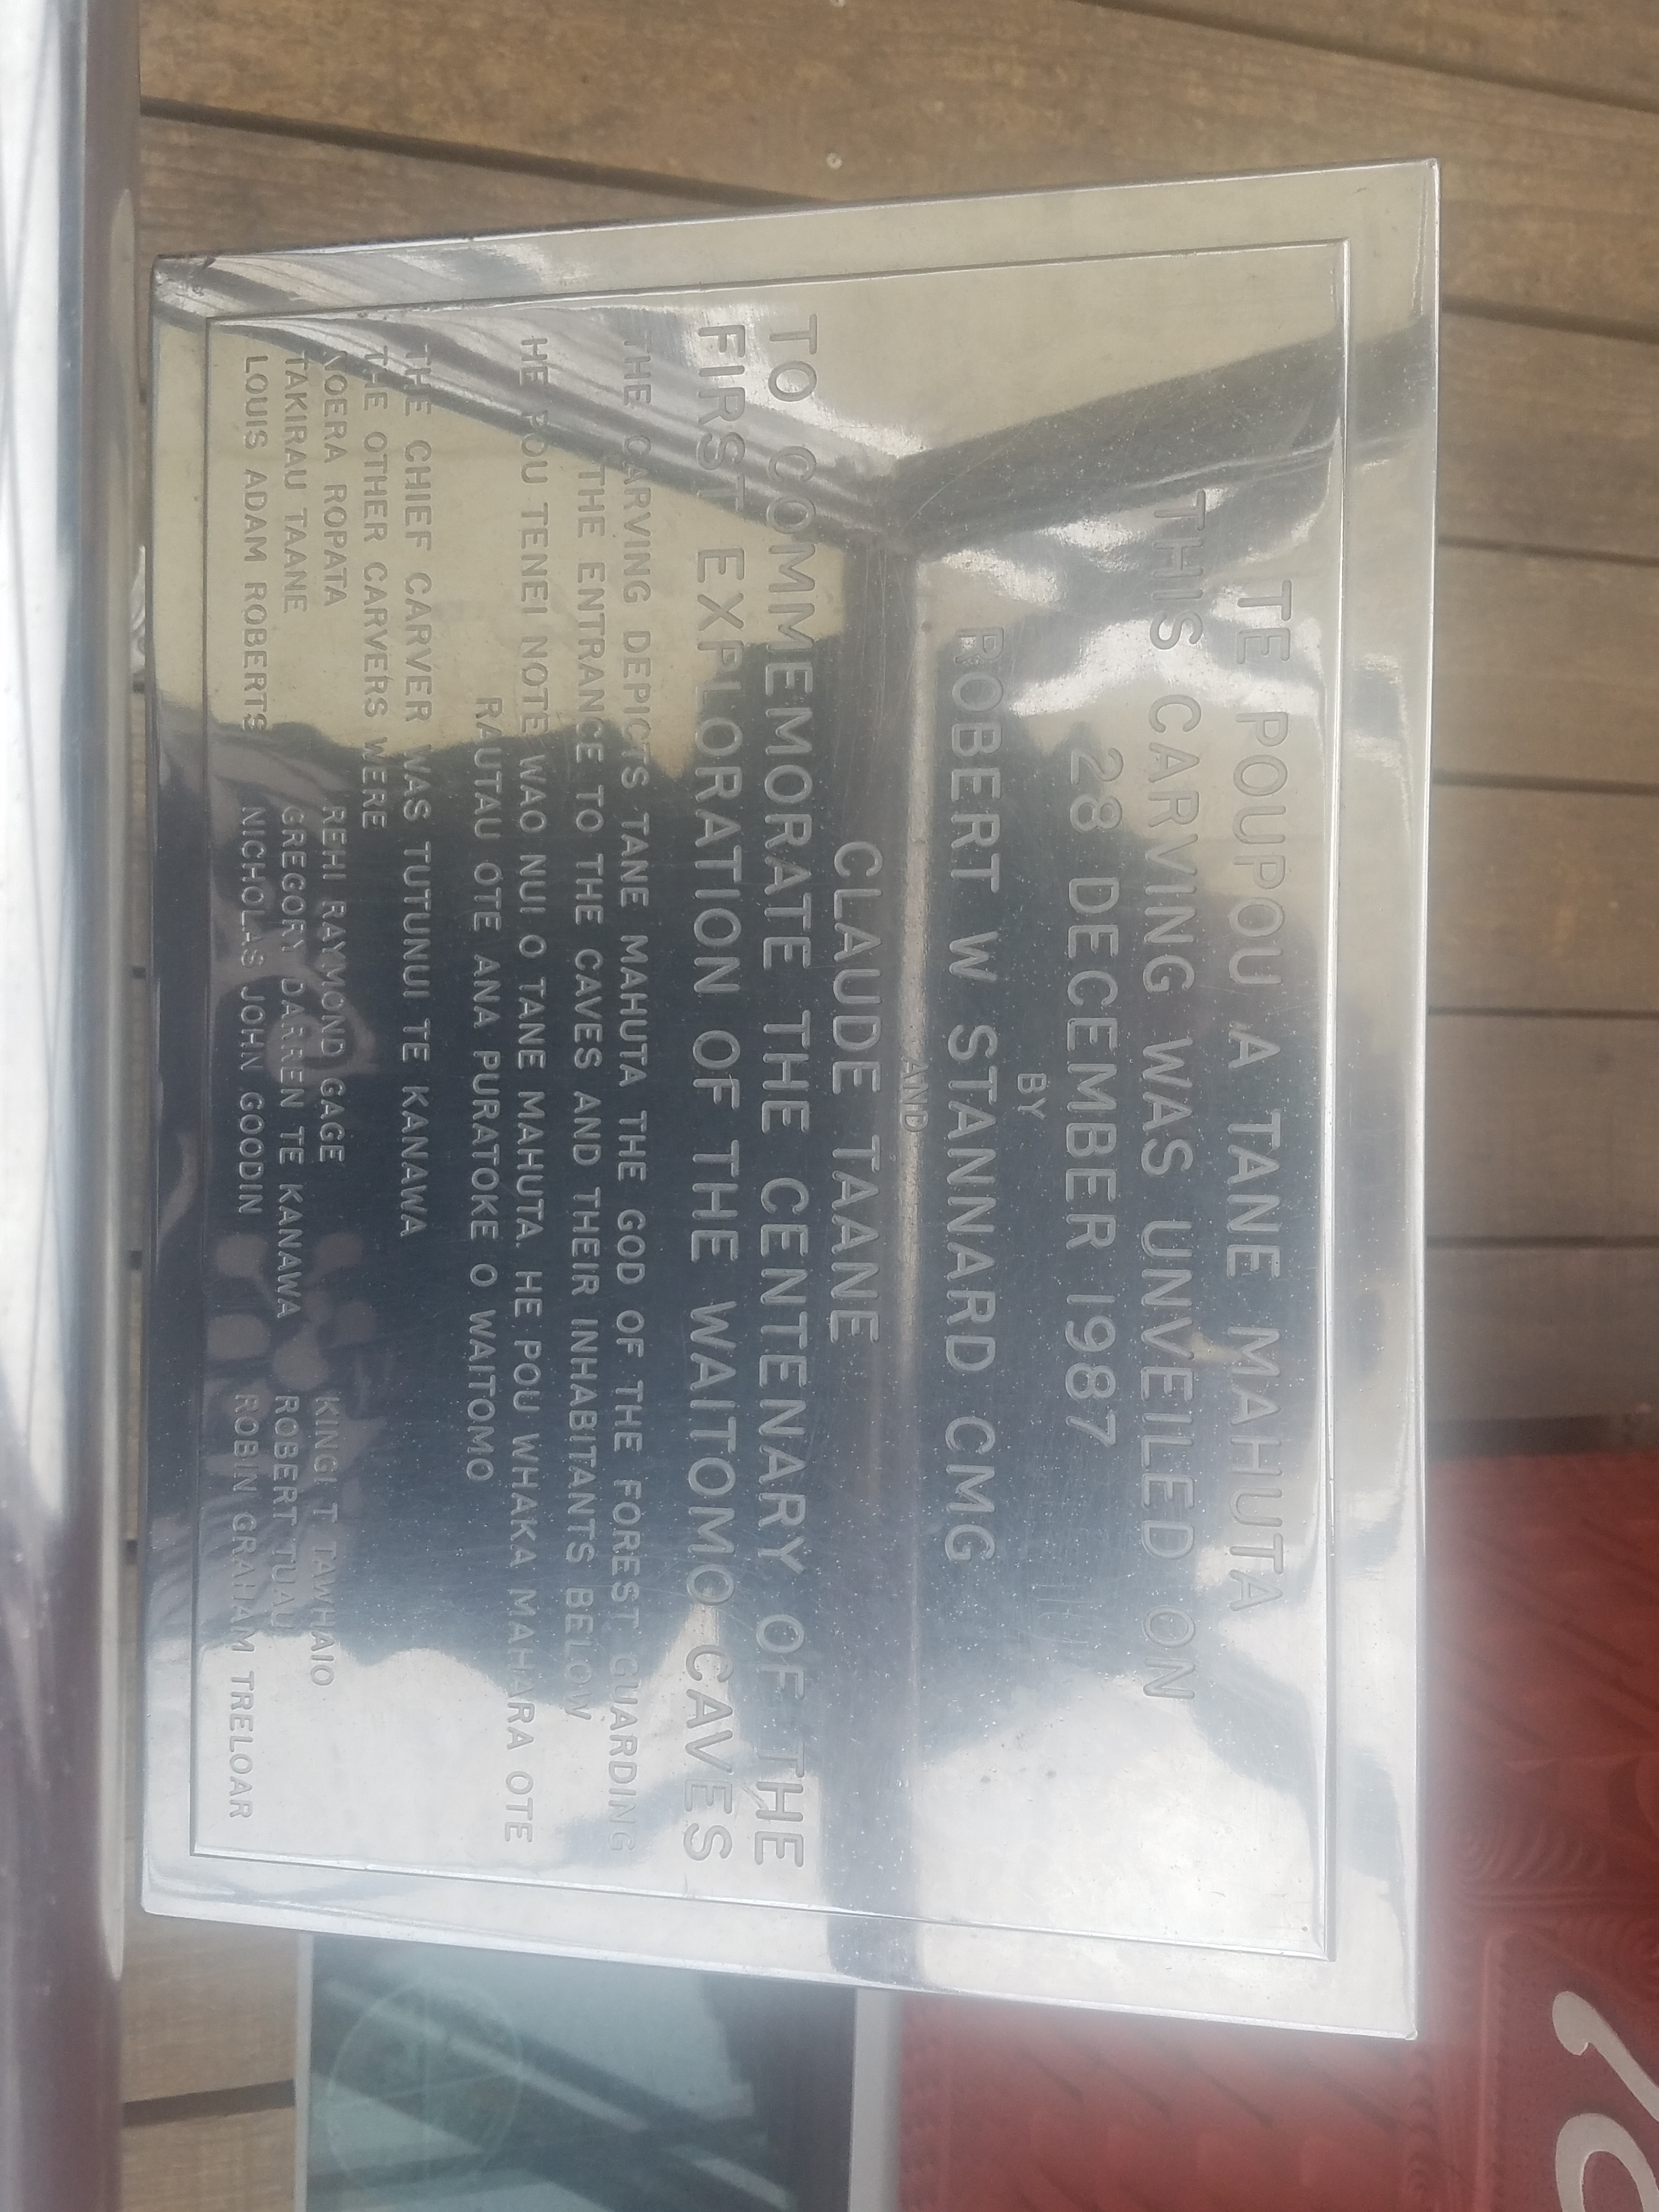 TE POUPOU A TANE MAHUTA
THIS CARVING WAS UNVEILED ON
28 DECEMBER 1987
BY
ROBERT W STANNARD CMG
AND
CLAUDE TAANE
TO COMMEMORATE THE CENTENARY OF THE
FIRST EXPLORATION OF THE WAITOMO CAVES
THE CARVING DEPICTS TANE MAHUTA THE GOD OF THE FOREST GUARDING
THE ENTRANCE TO THE CAVES AND THEIR INHABITANTS BELOW
HE POU TENEI NOTE WAO NUI O TANE MAHUTA. HE POU WHAKA MAHARA OTE
RAUTAU OTE ANA PURATOKE O WAITOMO
THE CHIEF CARVER WAS TUTUNUI TE KANAWA
THE OTHER CARVERS WERE
NOERA ROPATA REHI RAYMOND GAGE KINGI T TAWHAIO
TAKIRAU TAANE GREGORY DARREN TE KANAWA ROBERT TUAU
LOUIS ADAM ROBERTS NICHOLAS JOHN GOODIN ROBIN GRAHAM TRELOAR